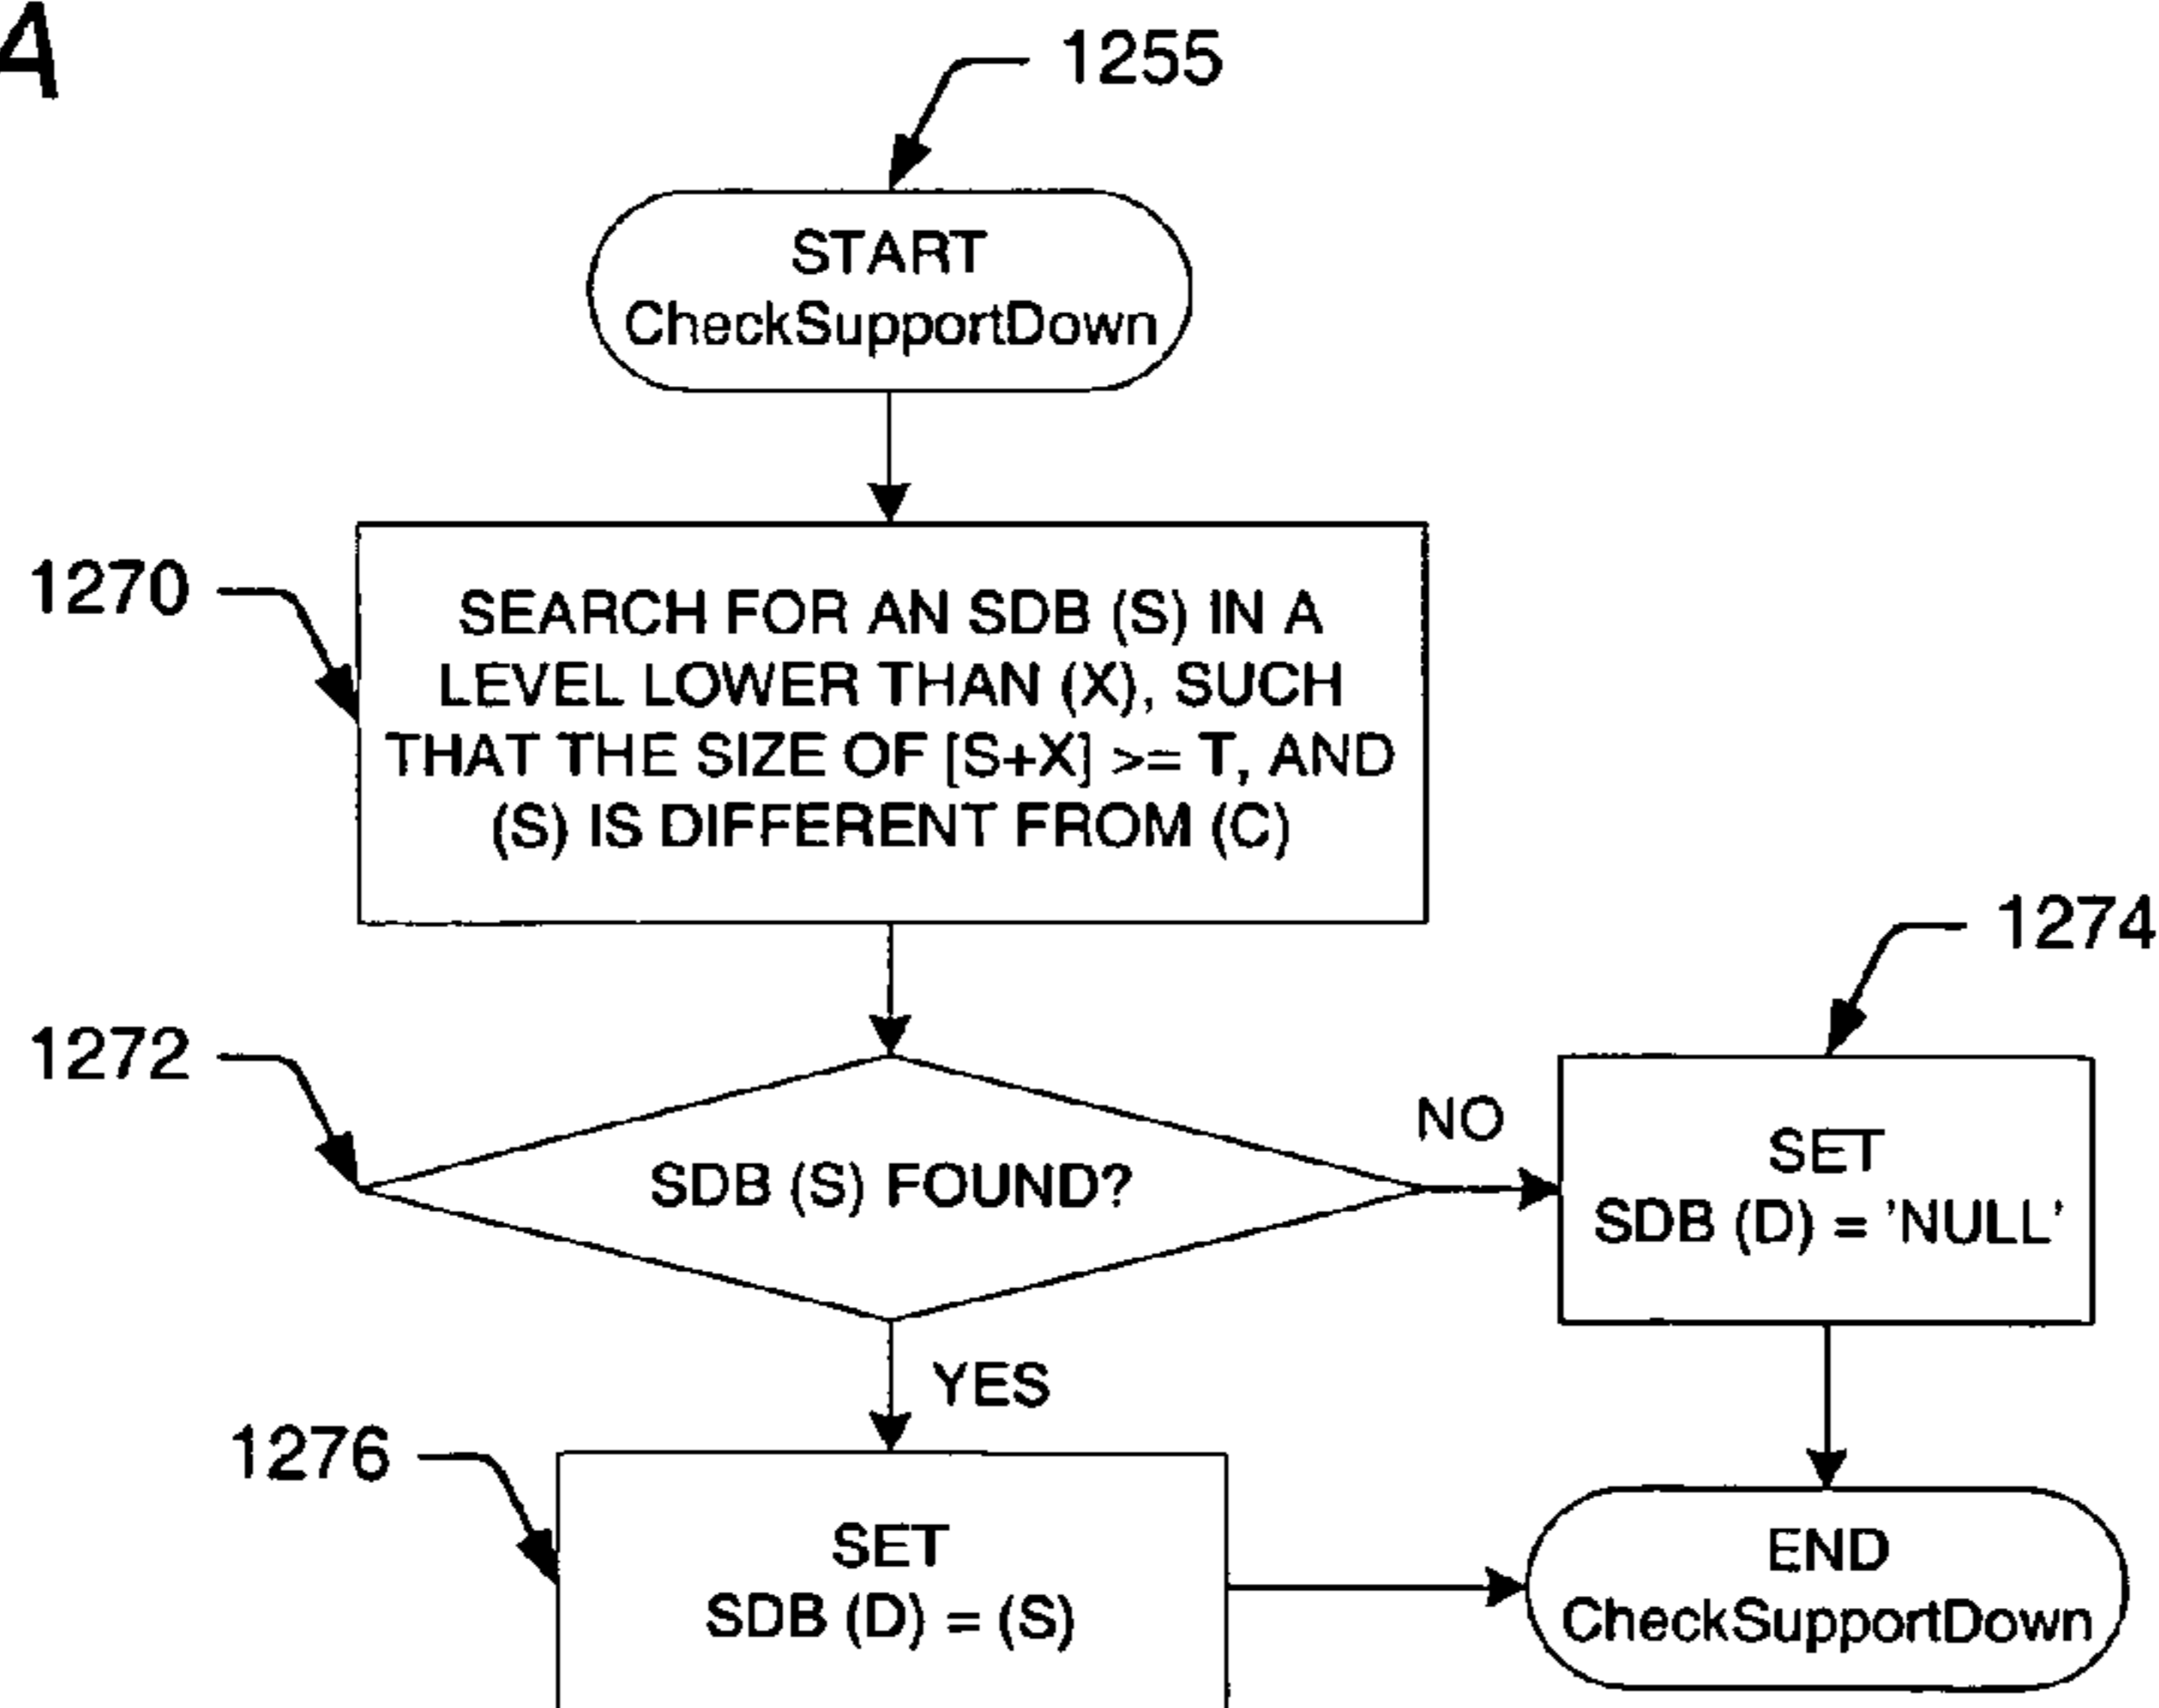 A
1255
START
CheckSupportDown
1270
SEARCH FOR AN SDB (S) IN A
LEVEL LOWER THAN (X), SUCH
THAT THE SIZE OF [S+X] >= T, AND
(S) IS DIFFERENT FROM (C)
1274
1272
NO
SDB (S) FOUND?
SET
SDB (D) = 'NULL'
YES
1276
SET
SDB (D) = (S)
END
CheckSupportDown